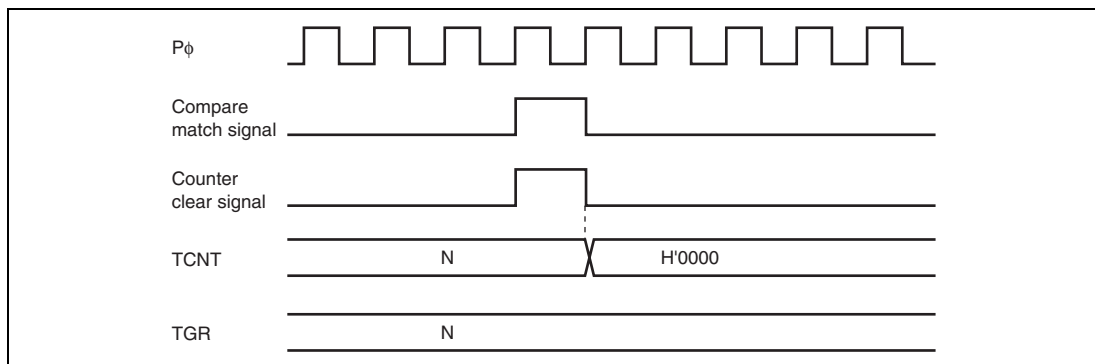 Pϕ
Compare
match signal
Counter
clear signal
TCNT
N
H'0000
TGR
N